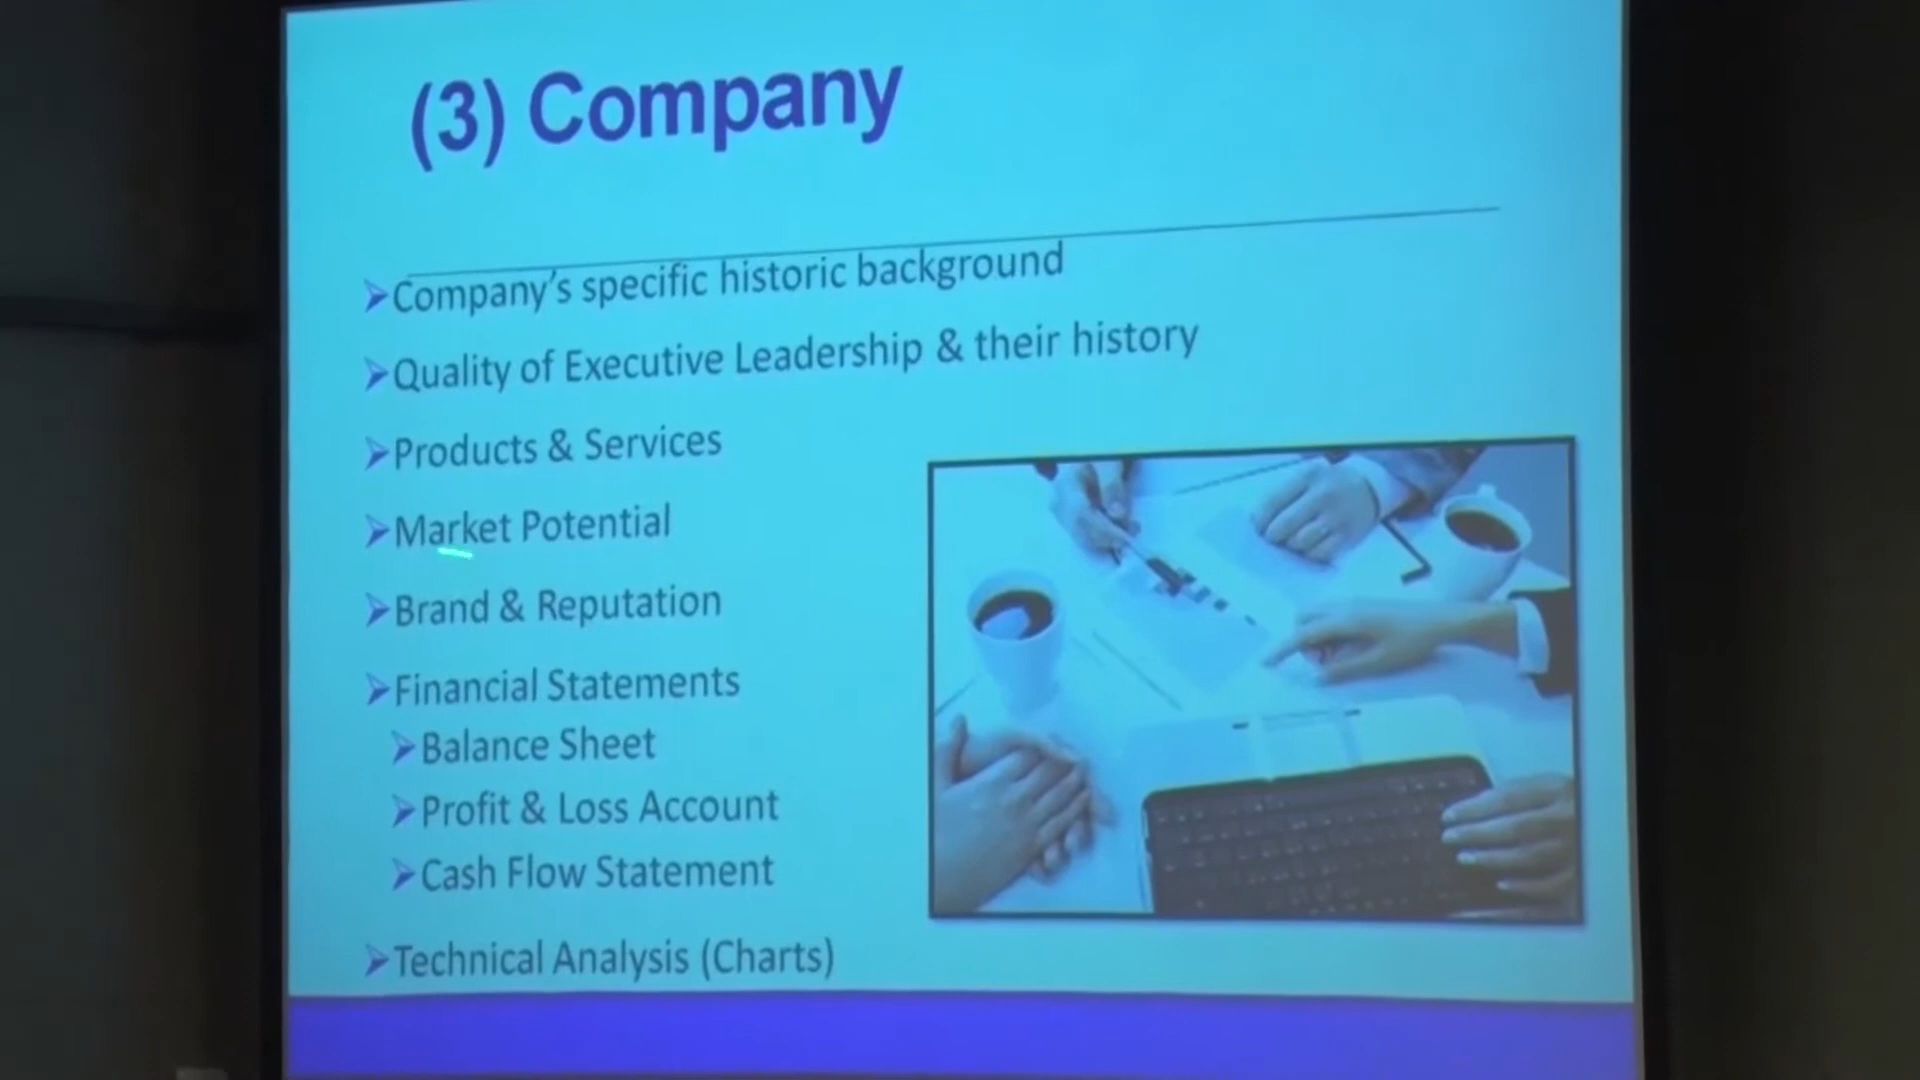 (3) Company
Company's specific historic background
Quality of Executive Leadership & their history
Products & Services
Market Potential
Brand & Reputation
Financial Statements
Balance Sheet
Profit & Loss Account
Cash Flow Statement
Technical Analysis (Charts)